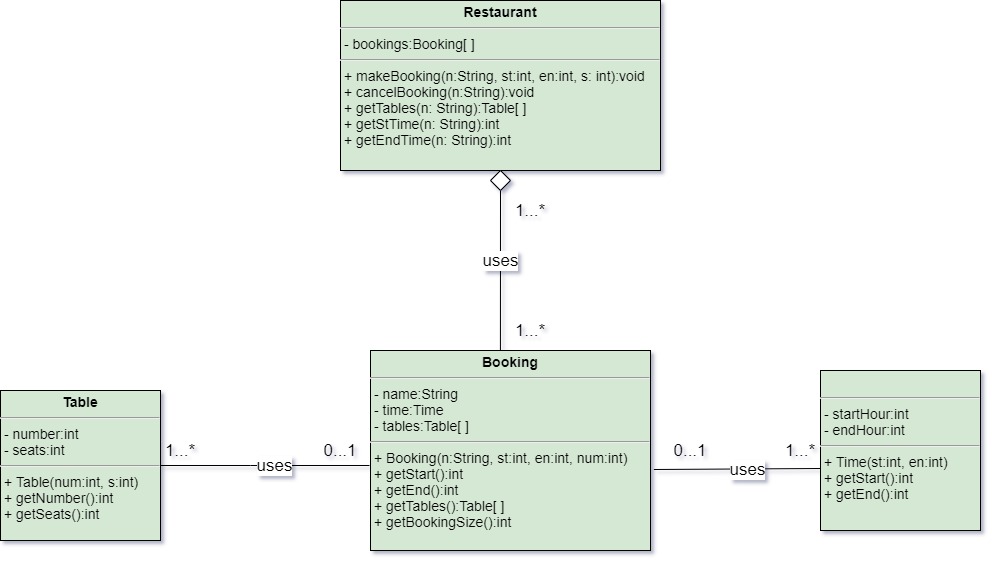 Restaurant
- bookings:Booking[ ]
+ makeBooking(n:String, st:int, en:int, s: int):void
+ cancelBooking(n:String):void
+ getTables(n: String):Table[ ]
+ getStTime(n: String):int
+ getEndTime(n: String):int
1...*
uses
1...*
Booking
- name:String
- time:Time
- tables:Table[ ]
+ Booking(n:String, st:int, en:int, num:int)
+ getStart():int
+ getEnd():int
+ getTables():Table[ ]
+ getBookingSize():int
Table
- number:int
- seats:int
+ Table(num:int, s:int)
+ getNumber():int
+ getSeats():int
1...*
uses
0...1
0...1
uses
1...*
- startHour:int
- endHour:int
+ Time(st:int, en:int)
+ getStart():int
+ getEnd():int